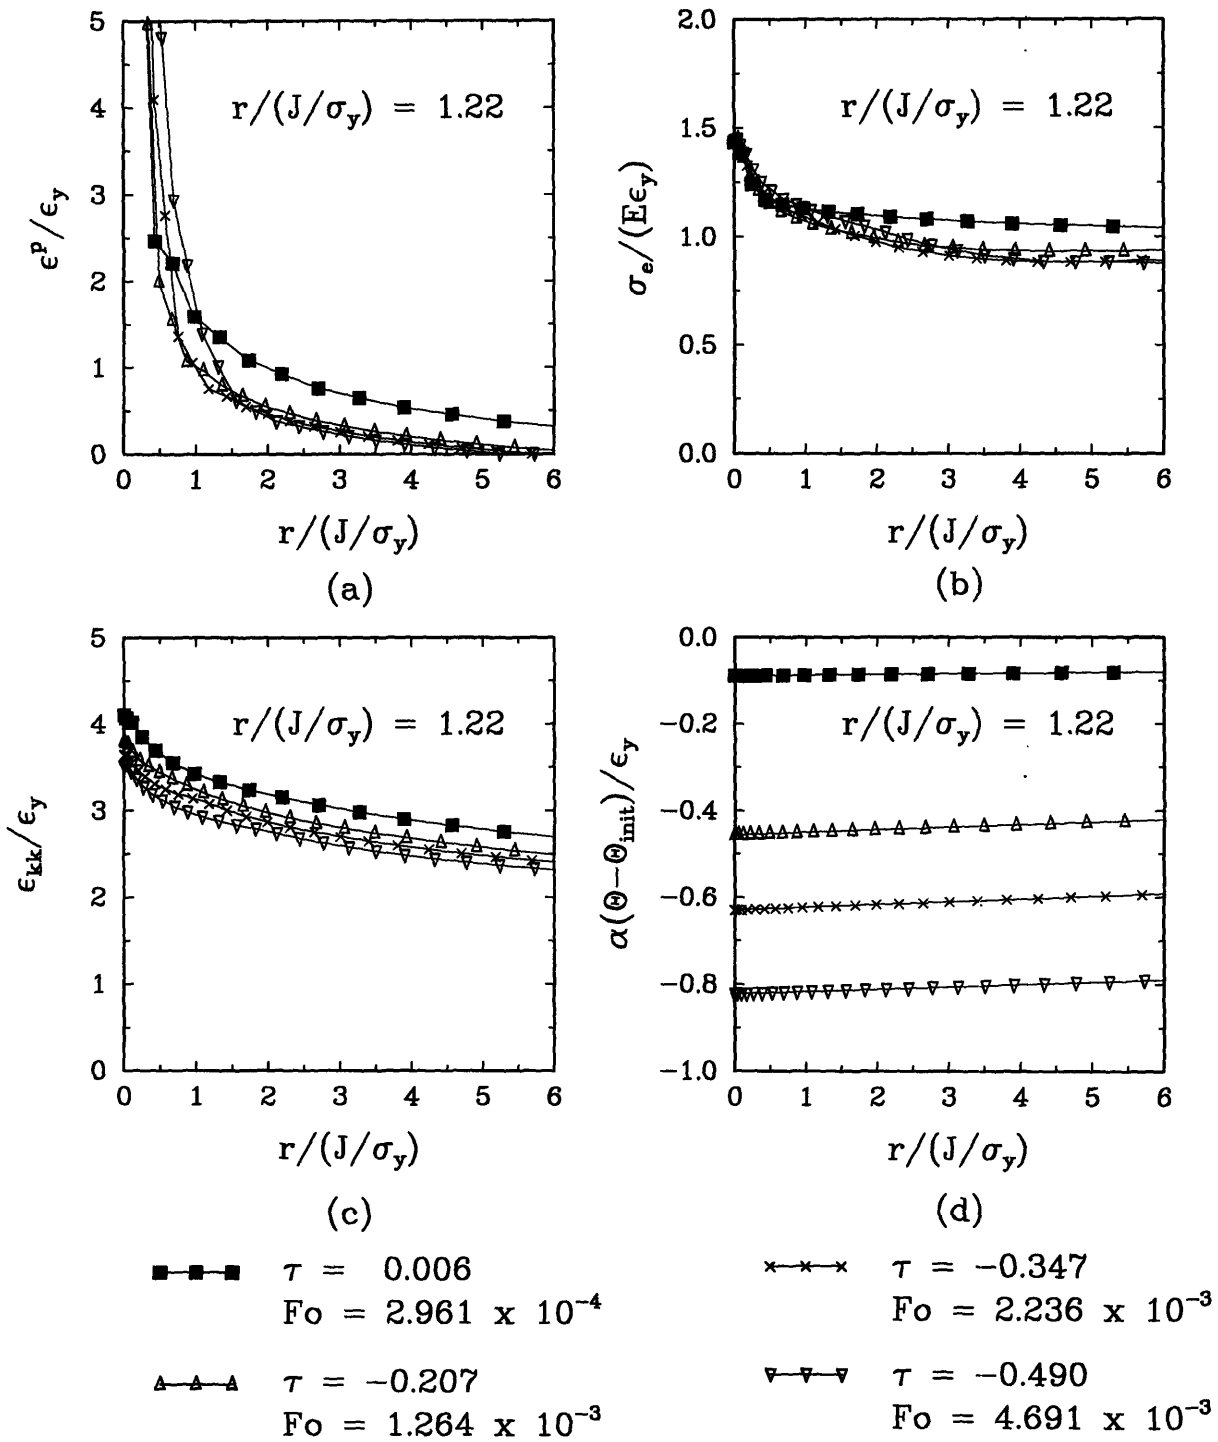 5
4
3
2
1
0
ϵᵖ/ϵ_y
r/(J/σ_y) = 1.22
0 1 2 3 4 5 6
r/(J/σ_y)
(a)
2.0
1.5
1.0
0.5
0.0
σ_e/(Eϵ_y)
r/(J/σ_y) = 1.22
0 1 2 3 4 5 6
r/(J/σ_y)
(b)
5
4
3
2
1
0
ϵ_kk/ϵ_y
r/(J/σ_y) = 1.22
0 1 2 3 4 5 6
r/(J/σ_y)
(c)
0.0
−0.2
−0.4
−0.6
−0.8
−1.0
α(Θ−Θ_init)/ϵ_y
r/(J/σ_y) = 1.22
0 1 2 3 4 5 6
r/(J/σ_y)
(d)
τ = 0.006
Fo = 2.961 x 10⁻⁴
τ = −0.207
Fo = 1.264 x 10⁻³
τ = −0.347
Fo = 2.236 x 10⁻³
τ = −0.490
Fo = 4.691 x 10⁻³